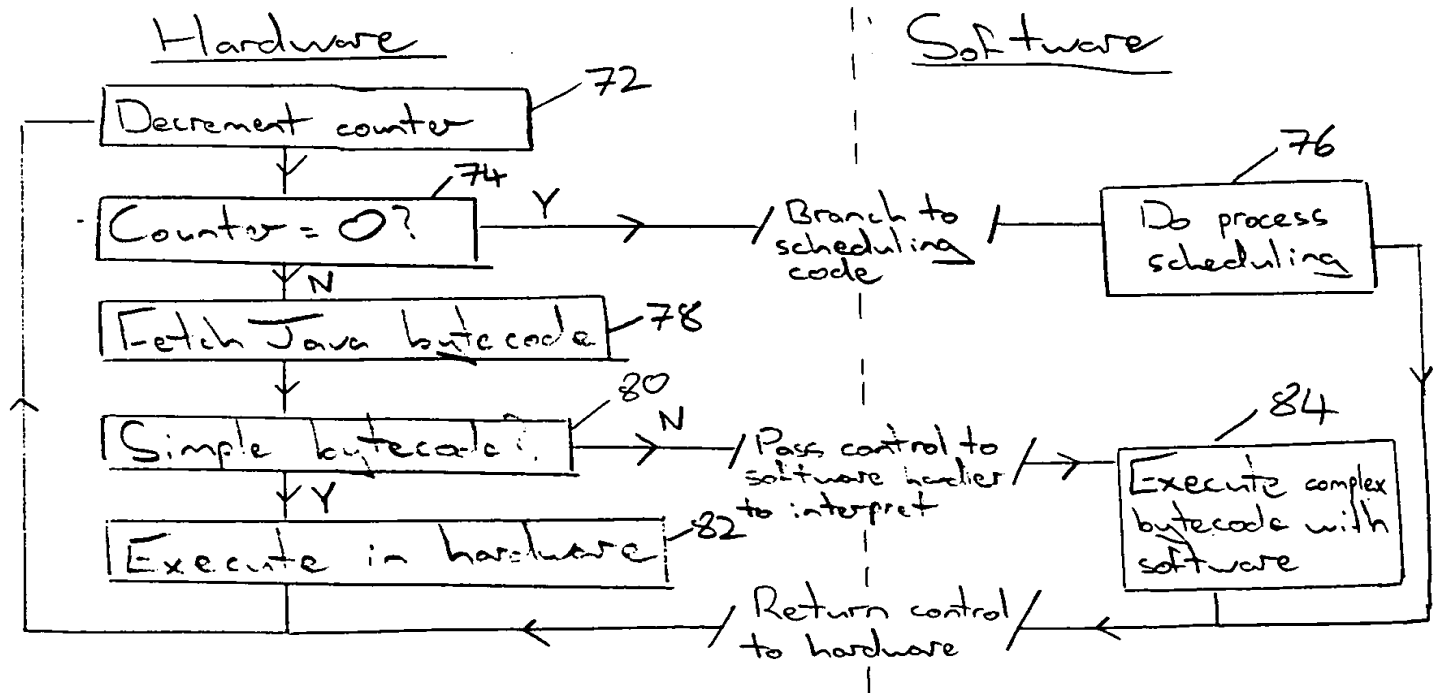 Hardware
Software
72
Decrement counter
74
Counter = 0?
Y
Branch to
scheduling
code
76
Do process
scheduling
N
Fetch Java bytecode
78
80
Simple bytecode?
N
Pass control to
software handler
to interpret
84
Execute complex
bytecode with
software
Y
82
Execute in hardware
Return control
to hardware